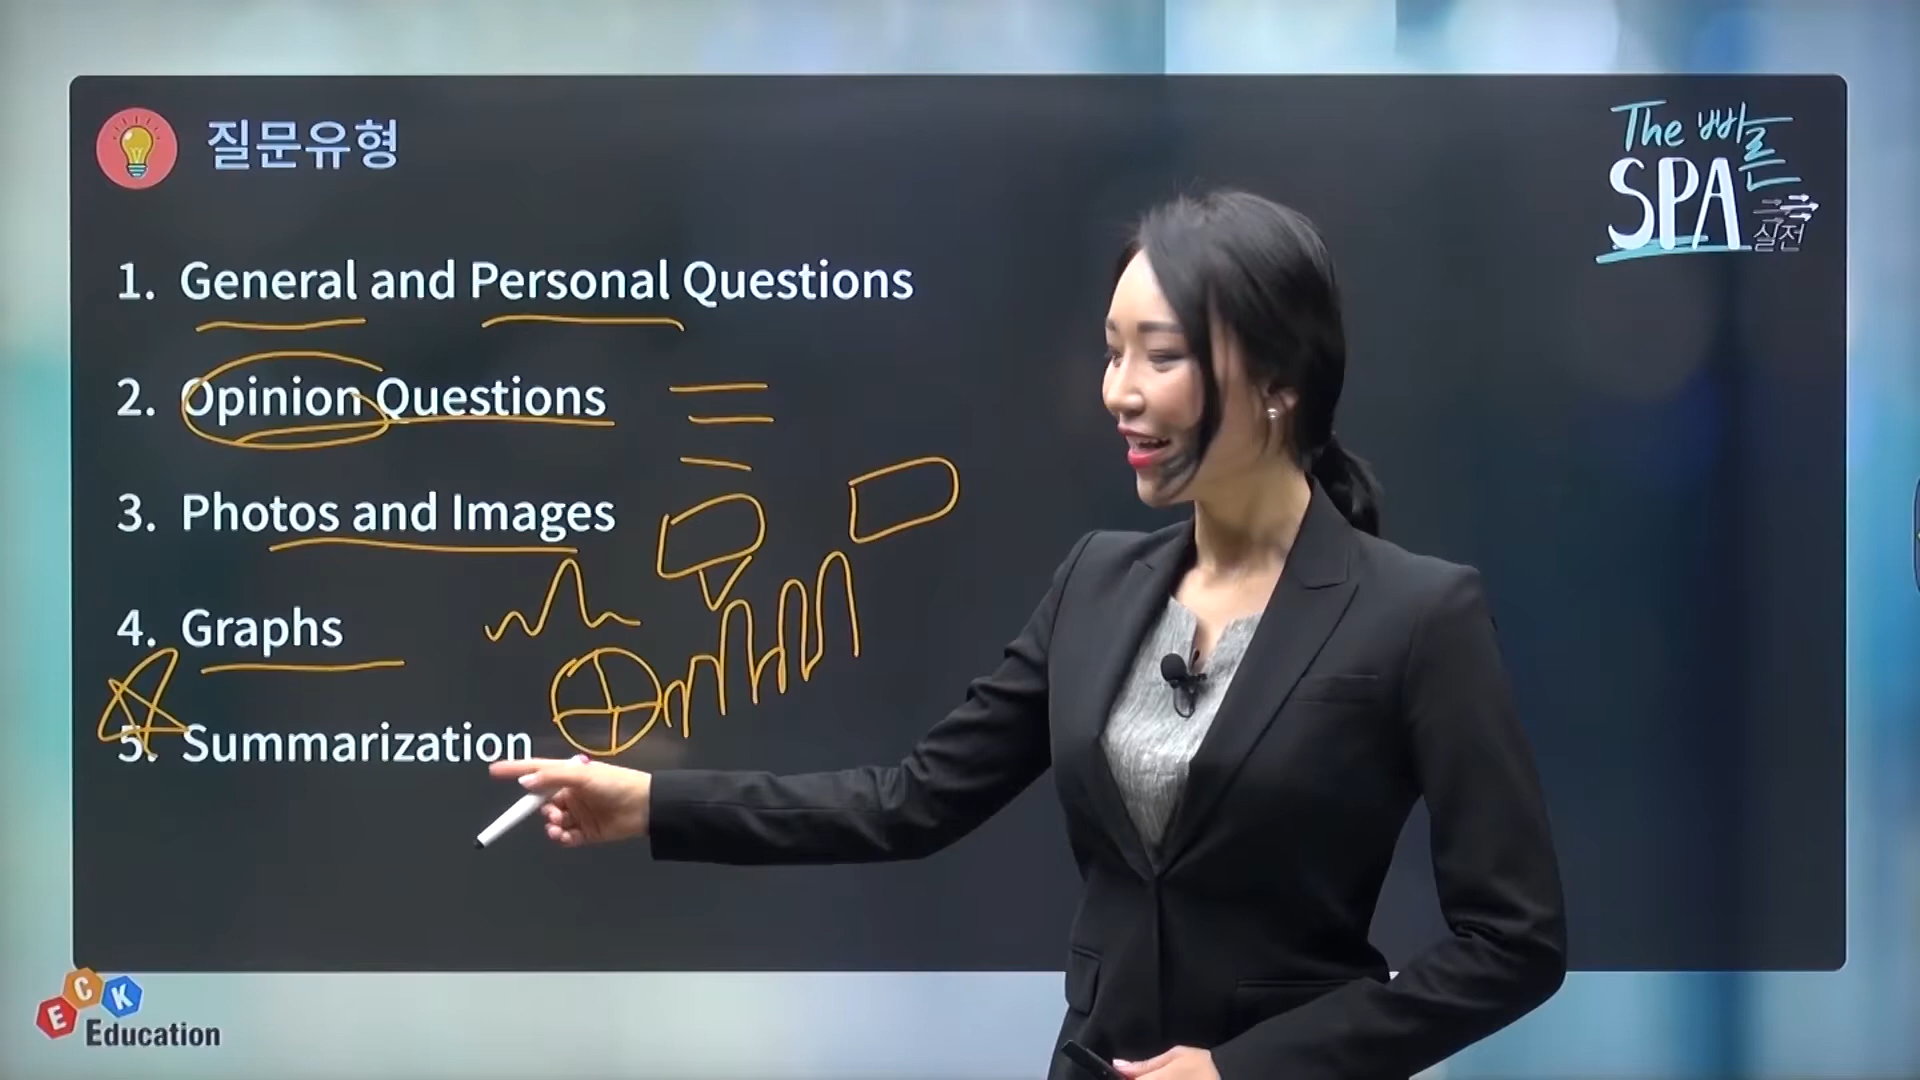 질문유형
The 빠른
SPA
실전
1. General and Personal Questions
2. Opinion Questions
3. Photos and Images
4. Graphs
5. Summarization
ECK
Education